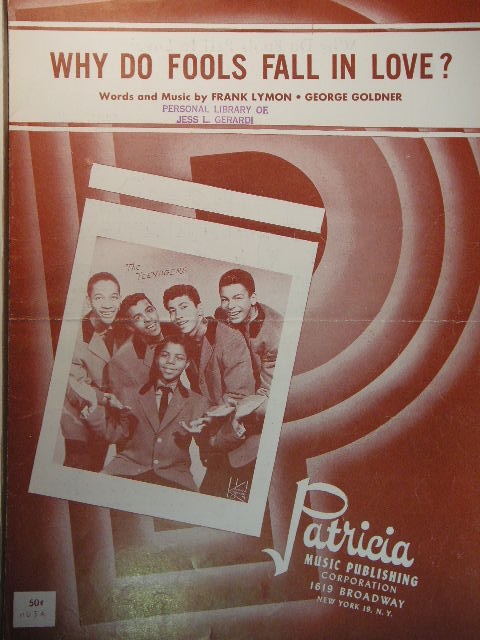 WHY DO FOOLS FALL IN LOVE?
Words and Music by FRANK LYMON • GEORGE GOLDNER
PERSONAL LIBRARY OF
JESS L. GERARDI
The
TEENAGERS
Patricia
MUSIC PUBLISHING
CORPORATION
1619 BROADWAY
NEW YORK 19, N. Y.
50¢